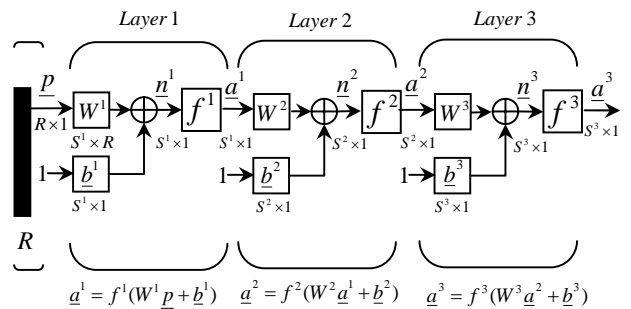 Layer 1 Layer 2 Layer 3
p n¹ a¹ n² a² n³ a³
W¹ f¹ W² f² W³ f³
R×1 S¹×R S¹×1 S¹×1 S²×1 S²×1 S³×1 S³×1
1 b¹ 1 b² 1 b³
S¹×1 S²×1 S³×1
R
a¹ = f¹(W¹p + b¹) a² = f²(W²a¹ + b²) a³ = f³(W³a² + b³)